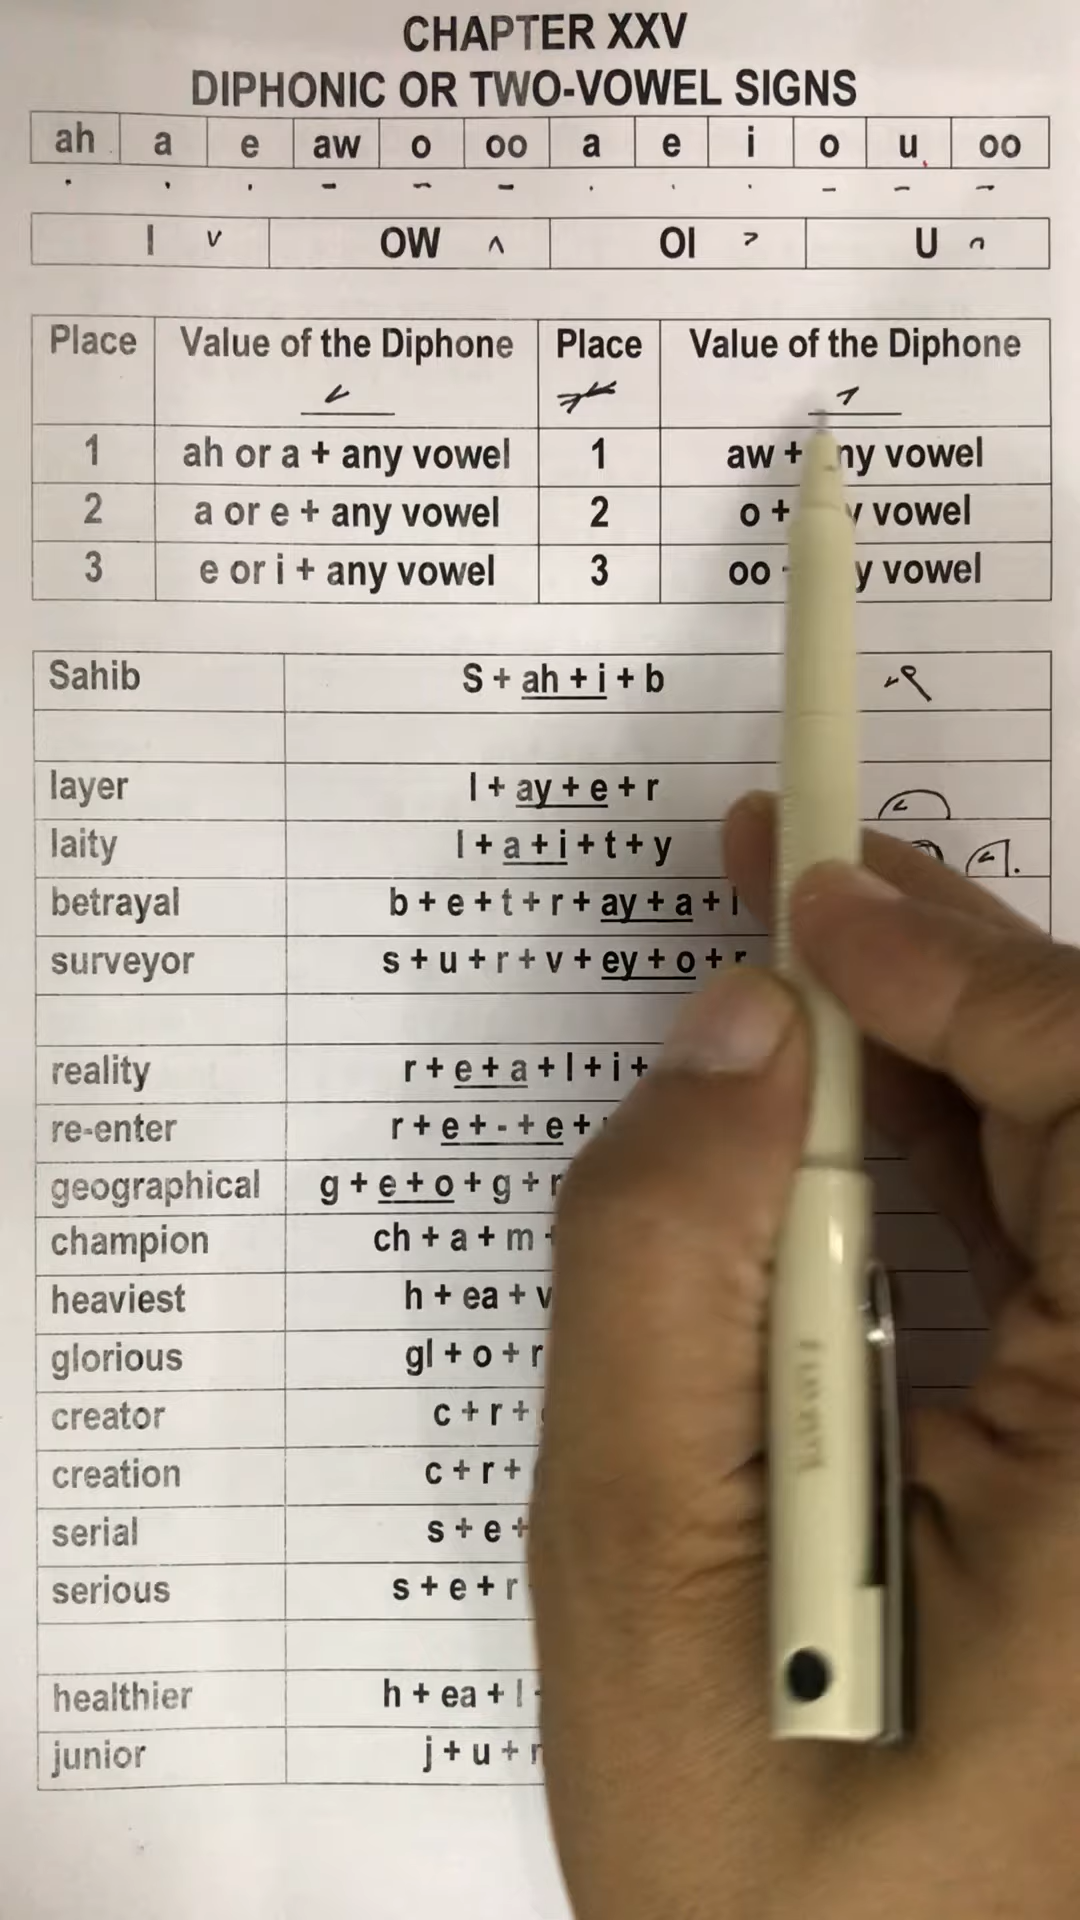 CHAPTER XXV
DIPHONIC OR TWO-VOWEL SIGNS
ah a e aw o oo a e i o u oo
I OW OI U
Place Value of the Diphone Place Value of the Diphone
1 ah or a + any vowel 1 aw + ny vowel
2 a or e + any vowel 2 o + y vowel
3 e or i + any vowel 3 oo y vowel
Sahib S + ah + i + b
layer l + ay + e + r
laity l + a + i + t + y
betrayal b + e + t + r + ay + a + l
surveyor s + u + r + v + ey + o + r
reality r + e + a + l + i +
re-enter r + e + - + e +
geographical g + e + o + g + r
champion ch + a + m
heaviest h + ea + v
glorious gl + o + r
creator c + r +
creation c + r +
serial s + e +
serious s + e + r
healthier h + ea + l
junior j + u + n